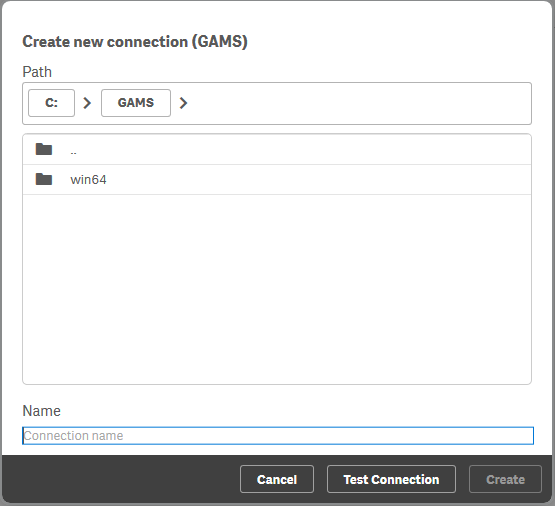 Create new connection (GAMS)
Path
C: GAMS
..
win64
Name
Connection name
Cancel Test Connection Create